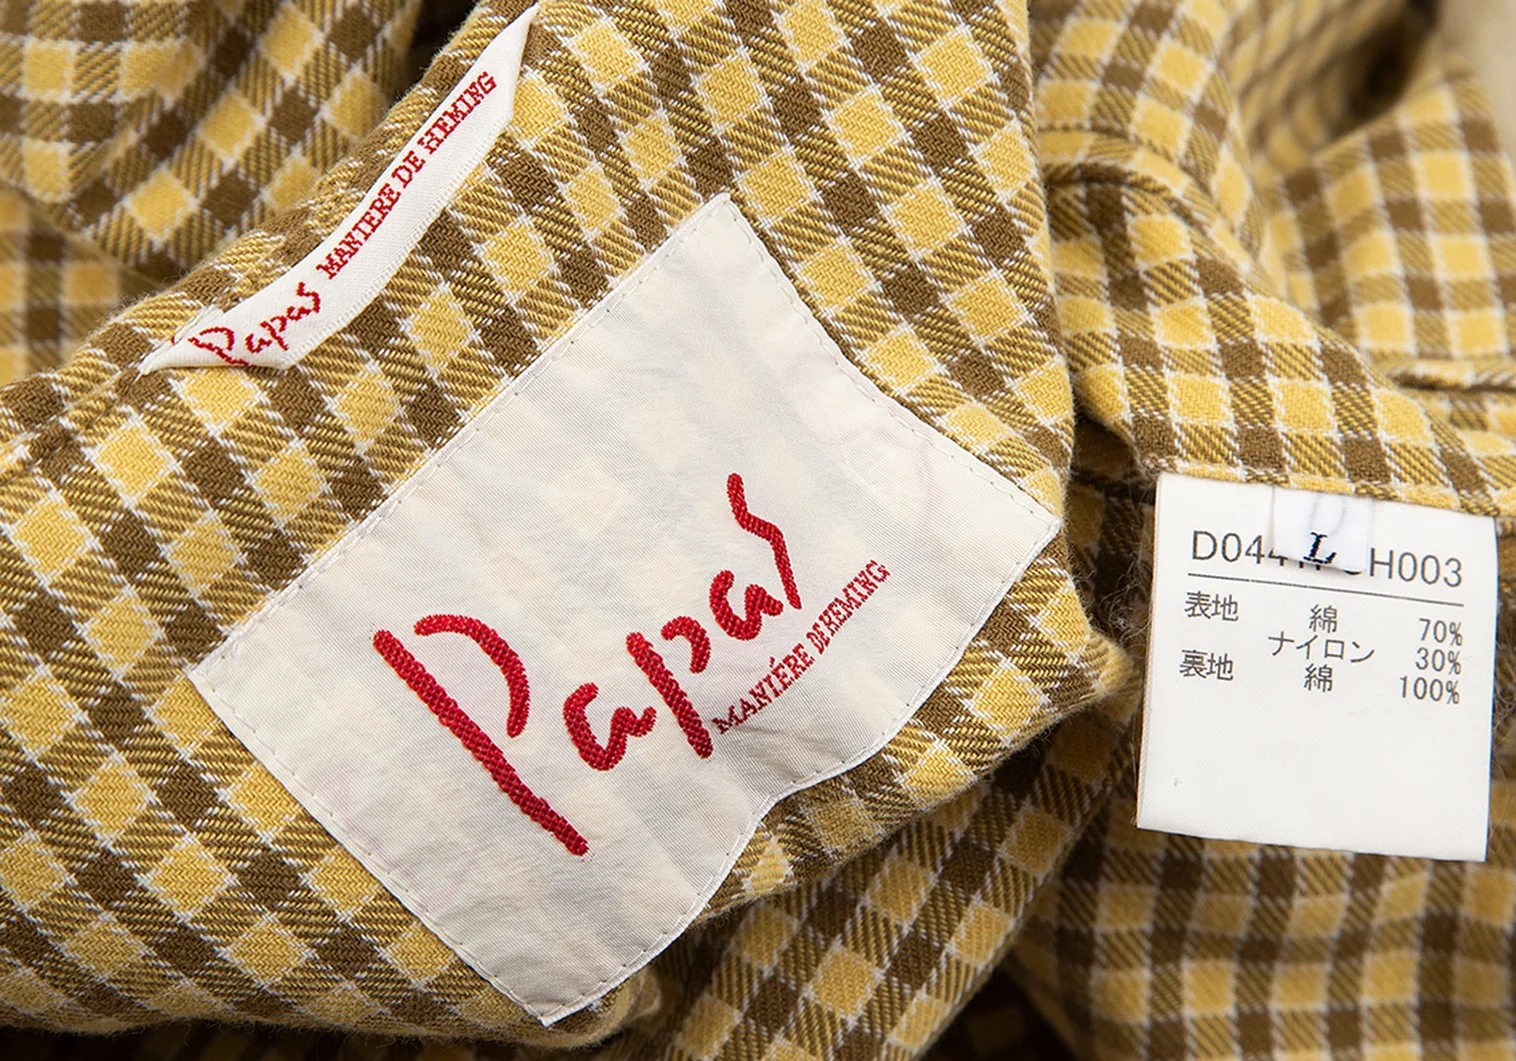 Papas MANIERE DE HEMING
Papas
MANIÉRE DE HEMING
L
H003
表地 綿 70%
ナイロン 30%
裏地 綿 100%